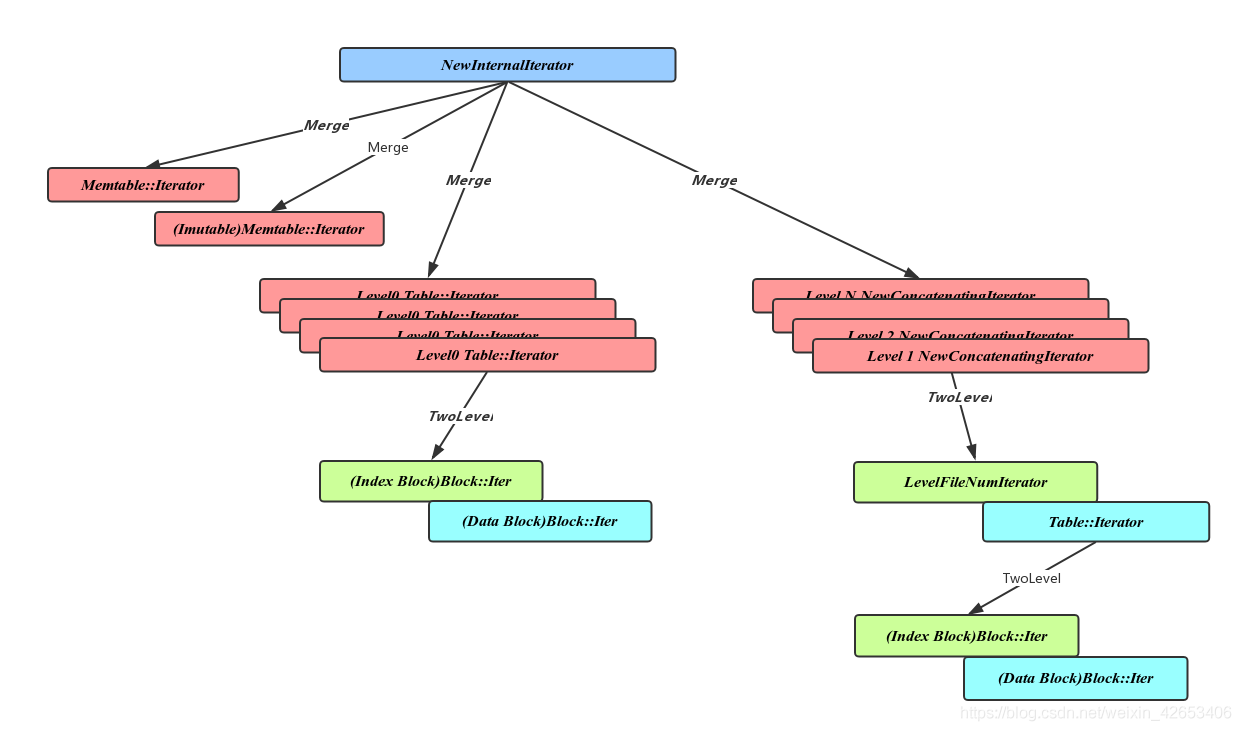 NewInternalIterator
Merge
Merge
Memtable::Iterator
(Imutable)Memtable::Iterator
Merge
Merge
Level0 Table::Iterator
Level0 Table::Iterator
Level0 Table::Iterator
Level0 Table::Iterator
Level N NewConcatenatingIterator
Level 2 NewConcatenatingIterator
Level 1 NewConcatenatingIterator
TwoLevel
TwoLevel
(Index Block)Block::Iter
(Data Block)Block::Iter
LevelFileNumIterator
Table::Iterator
TwoLevel
(Index Block)Block::Iter
(Data Block)Block::Iter
https://blog.csdn.net/weixin_42653406